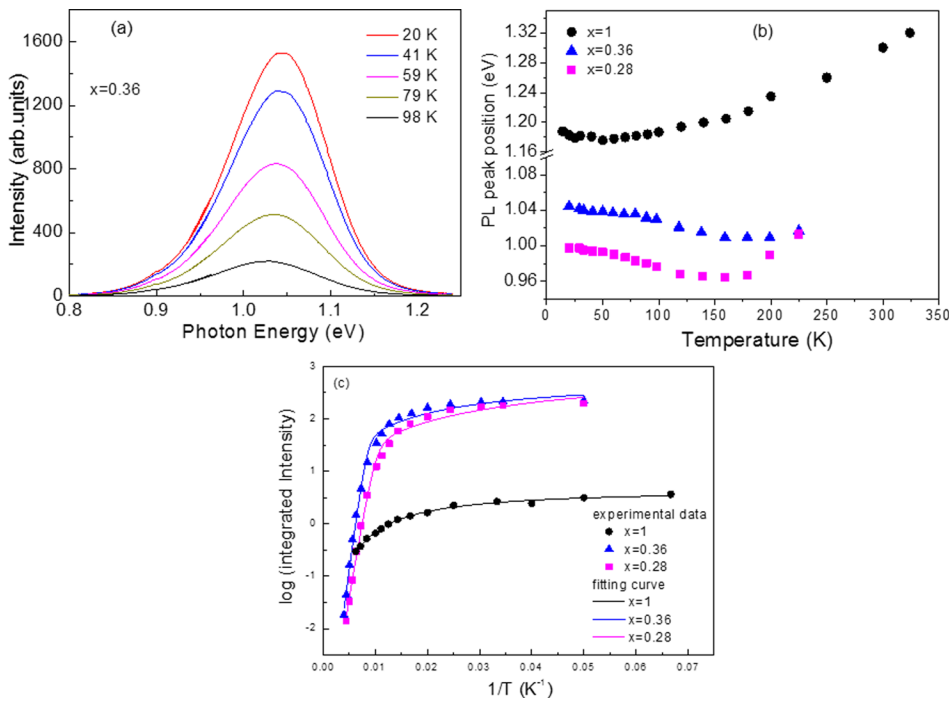 (a)
x=0.36
20 K
41 K
59 K
79 K
98 K
1600
1200
800
400
0
Intensity (arb.units)
0.8 0.9 1.0 1.1 1.2
Photon Energy (eV)
(b)
x=1
x=0.36
x=0.28
1.32
1.28
1.24
1.20
1.16
1.04
1.00
0.96
PL peak position (eV)
0 50 100 150 200 250 300 350
Temperature (K)
(c)
3
2
1
0
-1
-2
log (integrated Intensity)
experimental data
x=1
x=0.36
x=0.28
fitting curve
x=1
x=0.36
x=0.28
0.00 0.01 0.02 0.03 0.04 0.05 0.06 0.07
1/T (K⁻¹)